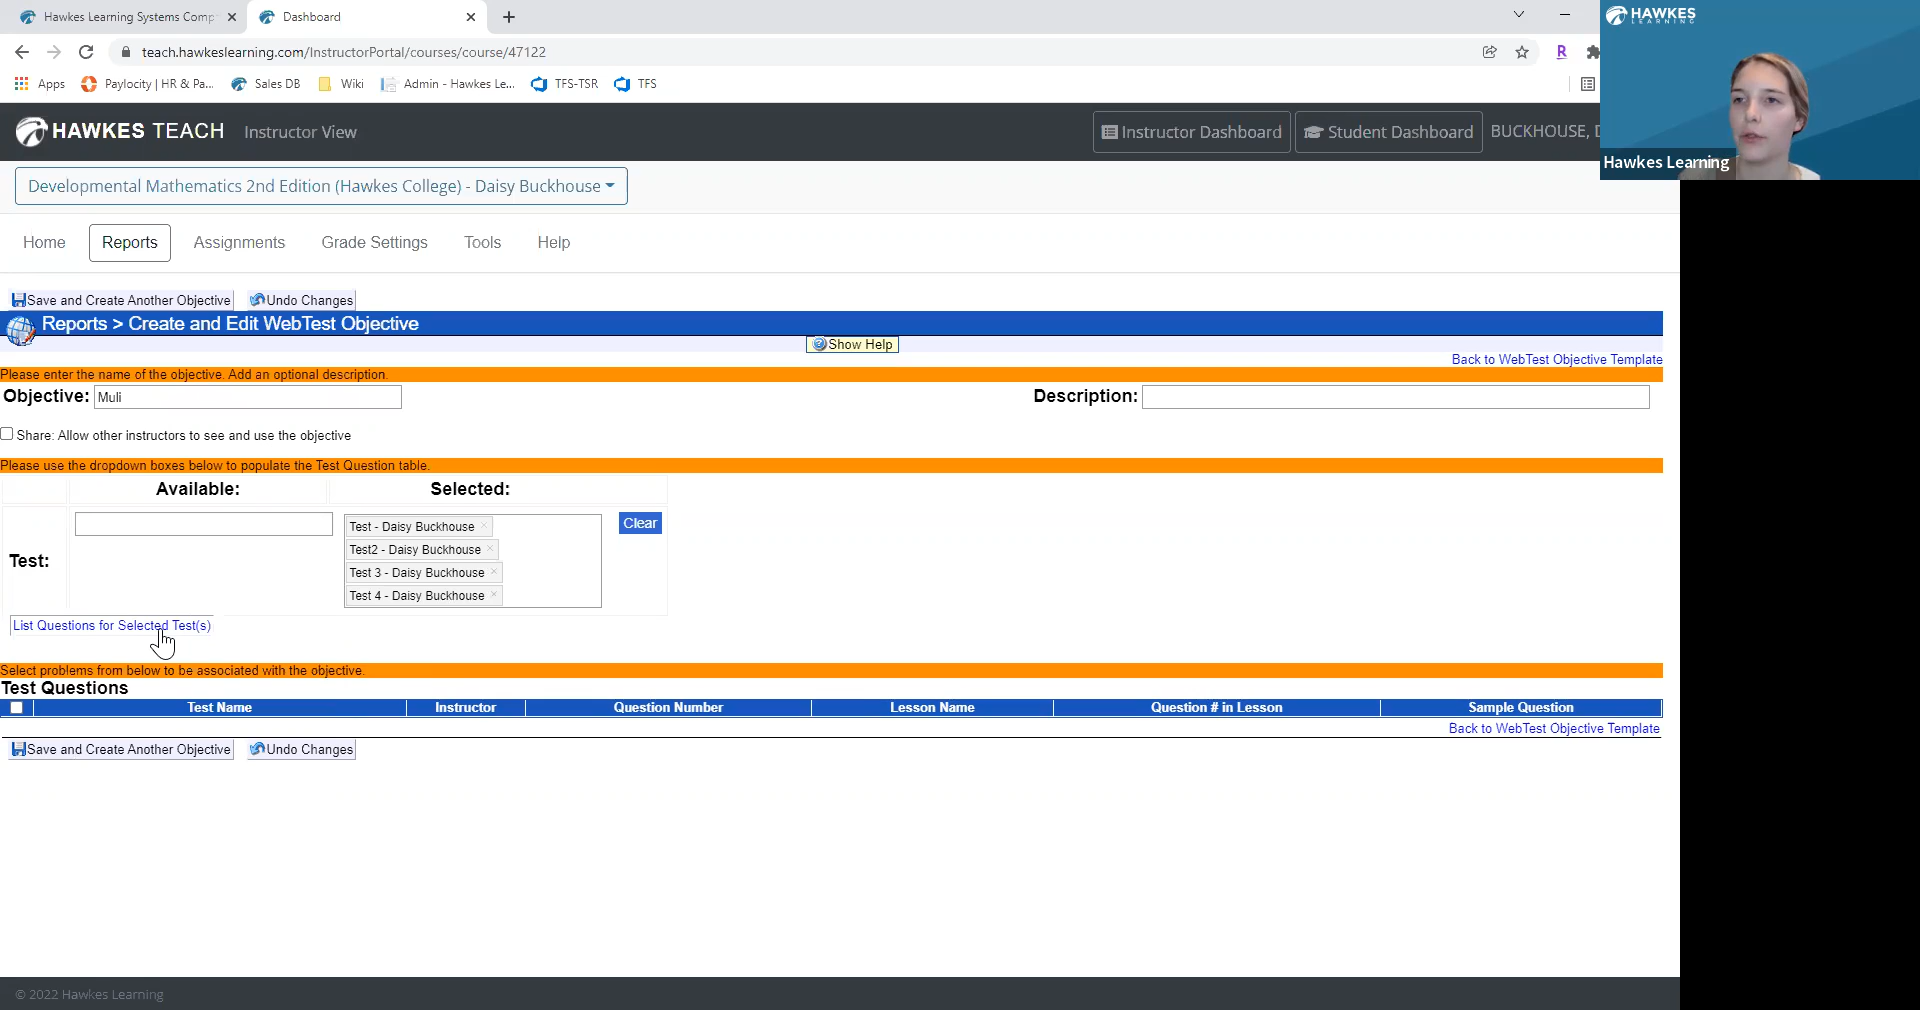 Hawkes Learning Systems Comp
Dashboard
teach.hawkeslearning.com/InstructorPortal/courses/course/47122
R
Apps
Paylocity | HR & Pa...
Sales DB
Wiki
Admin - Hawkes Le...
TFS-TSR
TFS
HAWKES
LEARNING
Hawkes Learning
HAWKES TEACH
Instructor View
Instructor Dashboard
Student Dashboard
BUCKHOUSE, D
Developmental Mathematics 2nd Edition (Hawkes College) - Daisy Buckhouse
Home
Reports
Assignments
Grade Settings
Tools
Help
Save and Create Another Objective
Undo Changes
Reports > Create and Edit WebTest Objective
Show Help
Back to WebTest Objective Template
Please enter the name of the objective. Add an optional description.
Objective: Muli
Description:
Share: Allow other instructors to see and use the objective
Please use the dropdown boxes below to populate the Test Question table.
Available:
Selected:
Test:
Test - Daisy Buckhouse
Test2 - Daisy Buckhouse
Test 3 - Daisy Buckhouse
Test 4 - Daisy Buckhouse
Clear
List Questions for Selected Test(s)
Select problems from below to be associated with the objective.
Test Questions
Test Name
Instructor
Question Number
Lesson Name
Question # in Lesson
Sample Question
Back to WebTest Objective Template
Save and Create Another Objective
Undo Changes
© 2022 Hawkes Learning